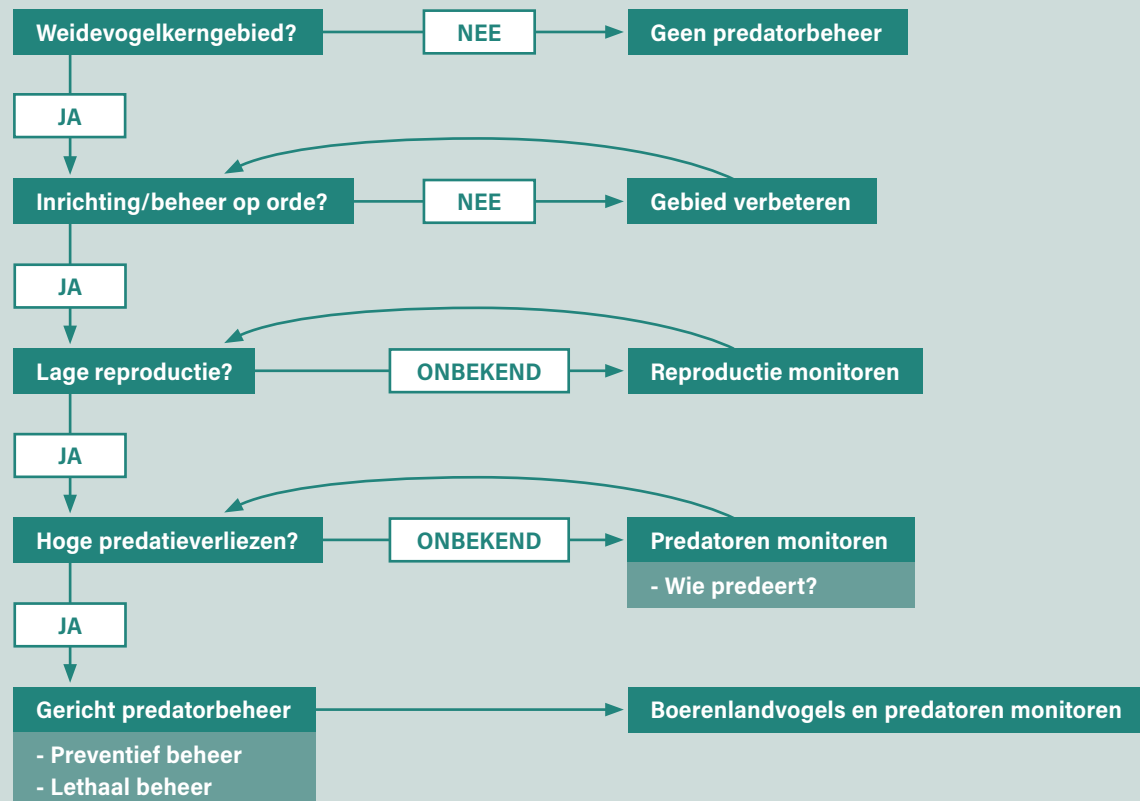 Weidevogelkerngebied?
NEE
Geen predatorbeheer
JA
Inrichting/beheer op orde?
NEE
Gebied verbeteren
JA
Lage reproductie?
ONBEKEND
Reproductie monitoren
JA
Hoge predatieverliezen?
ONBEKEND
Predatoren monitoren
- Wie predeert?
JA
Gericht predatorbeheer
- Preventief beheer
- Lethaal beheer
Boerenlandvogels en predatoren monitoren